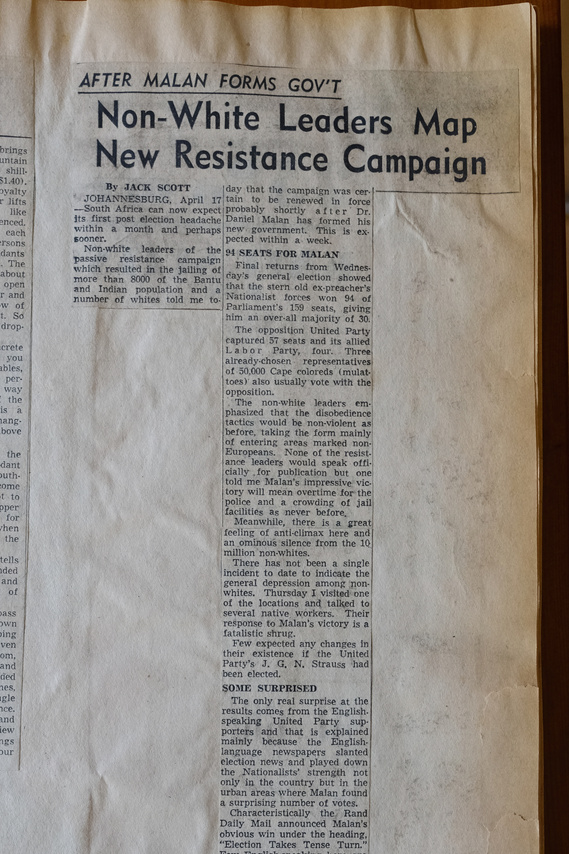 AFTER MALAN FORMS GOV'T
Non-White Leaders Map
New Resistance Campaign
By JACK SCOTT
JOHANNESBURG, April 17
—South Africa can now expect
its first post election headache
within a month and perhaps
sooner.
Non-white leaders of the
passive resistance campaign
which resulted in the jailing of
more than 8000 of the Bantu
and Indian population and a
number of whites told me to-
day that the campaign was cer-
tain to be renewed in force
probably shortly after Dr.
Daniel Malan has formed his
new government. This is ex-
pected within a week.
94 SEATS FOR MALAN
Final returns from Wednes-
day's general election showed
that the stern old ex-preacher's
Nationalist forces won 94 of
Parliament's 159 seats, giving
him an over-all majority of 30.
The opposition United Party
captured 57 seats and its allied
Labor Party, four. Three
already-chosen representatives
of 50,000 Cape coloreds (mulat-
toes) also usually vote with the
opposition.
The non-white leaders em-
phasized that the disobedience
tactics would be non-violent as
before, taking the form mainly
of entering areas marked non-
Europeans. None of the resist-
ance leaders would speak offi-
cially for publication but one
told me Malan's impressive vic-
tory will mean overtime for the
police and a crowding of jail
facilities as never before.
Meanwhile, there is a great
feeling of anti-climax here and
an ominous silence from the 10
million non-whites.
There has not been a single
incident to date to indicate the
general depression among non-
whites. Thursday I visited one
of the locations and talked to
several native workers. Their
response to Malan's victory is a
fatalistic shrug.
Few expected any changes in
their existence if the United
Party's J. G. N. Strauss had
been elected.
SOME SURPRISED
The only real surprise at the
results comes from the English-
speaking United Party sup-
porters and that is explained
mainly because the English-
language newspapers slanted
election news and played down
the Nationalists' strength not
only in the country but in the
urban areas where Malan found
a surprising number of votes.
Characteristically the Rand
Daily Mail announced Malan's
obvious win under the heading,
"Election Takes Tense Turn."